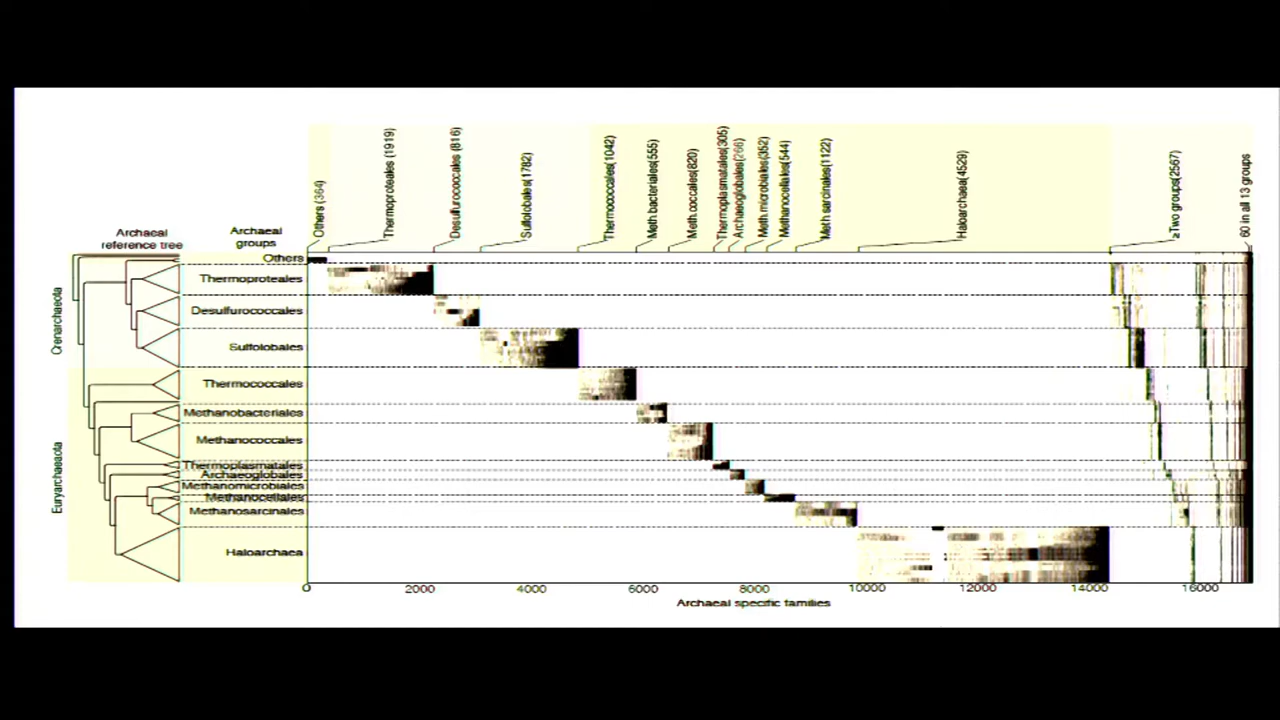 Others (364)
Thermoproteales (1919)
Desulfurococcales (816)
Sulfolobales(1782)
Thermococcales(1042)
Meth.bacteriales(555)
Meth.coccales(820)
Thermoplasmatales(305)
Archaeoglobales(266)
Meth.microbiales(352)
Methanocellales(544)
Meth.sarcinales(1122)
Haloarchaea(4529)
≥Two groups(2567)
60 in all 13 groups
Archaeal
reference tree
Archaeal
groups
Crenarchaeota
Euryarchaeota
Others
Thermoproteales
Desulfurococcales
Sulfolobales
Thermococcales
Methanobacteriales
Methanococcales
Thermoplasmatales
Archaeoglobales
Methanomicrobiales
Methanocellales
Methanosarcinales
Haloarchaea
0 2000 4000 6000 8000 10000 12000 14000 16000
Archaeal specific families